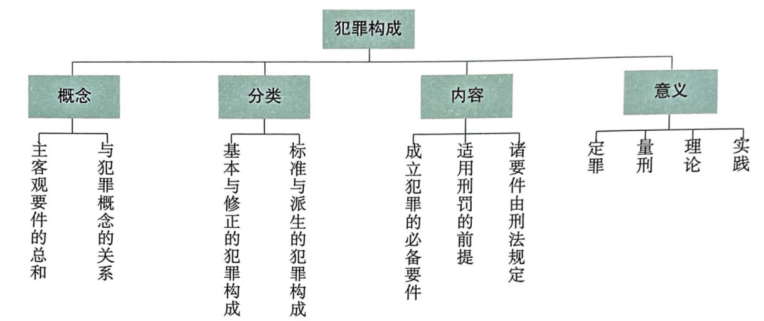 犯罪构成
概念
分类
内容
意义
主客观要件的总和
与犯罪概念的关系
基本与修正的犯罪构成
标准与派生的犯罪构成
成立犯罪的必备要件
适用刑罚的前提
诸要件由刑法规定
定罪
量刑
理论
实践